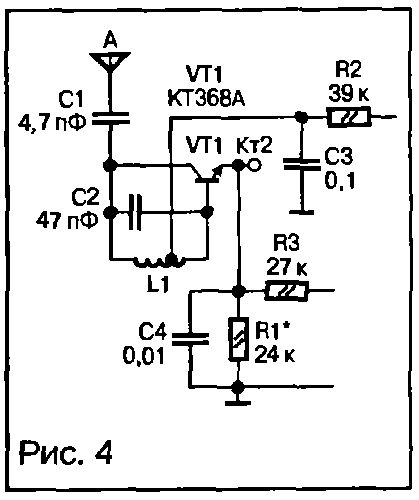 A
C1
4,7 пФ
VT1
КТ368А
R2
39 к
VT1
Кт2
C2
47 пФ
C3
0,1
L1
R3
27 к
C4
0,01
R1*
24 к
Рис. 4